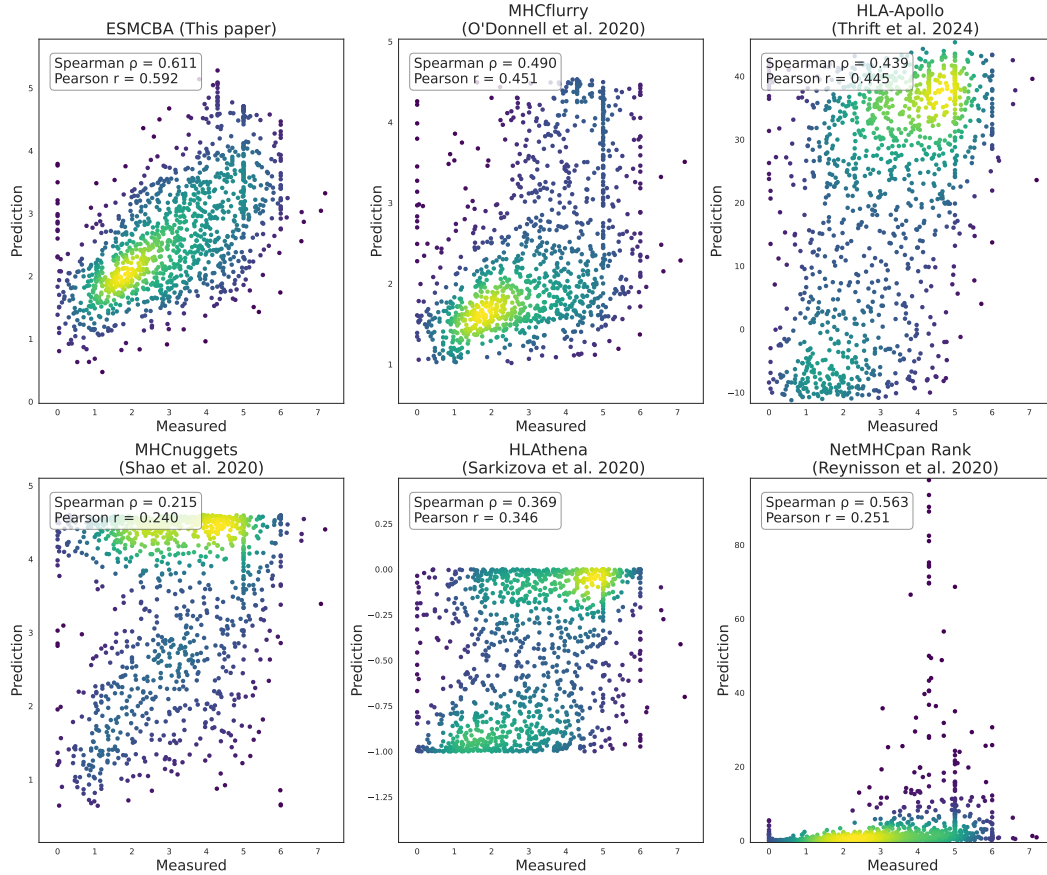 ESMCBA (This paper)
Spearman ρ = 0.611
Pearson r = 0.592
Prediction
5
4
3
2
1
0
0 1 2 3 4 5 6 7
Measured
MHCflurry
(O'Donnell et al. 2020)
Spearman ρ = 0.490
Pearson r = 0.451
Prediction
5
4
3
2
1
0 1 2 3 4 5 6 7
Measured
HLA-Apollo
(Thrift et al. 2024)
Spearman ρ = 0.439
Pearson r = 0.445
Prediction
40
30
20
10
0
−10
0 1 2 3 4 5 6 7
Measured
MHCnuggets
(Shao et al. 2020)
Spearman ρ = 0.215
Pearson r = 0.240
Prediction
5
4
3
2
1
0 1 2 3 4 5 6 7
Measured
HLAthena
(Sarkizova et al. 2020)
Spearman ρ = 0.369
Pearson r = 0.346
Prediction
0.25
0.00
−0.25
−0.50
−0.75
−1.00
−1.25
0 1 2 3 4 5 6 7
Measured
NetMHCpan Rank
(Reynisson et al. 2020)
Spearman ρ = 0.563
Pearson r = 0.251
Prediction
80
60
40
20
0
0 1 2 3 4 5 6 7
Measured